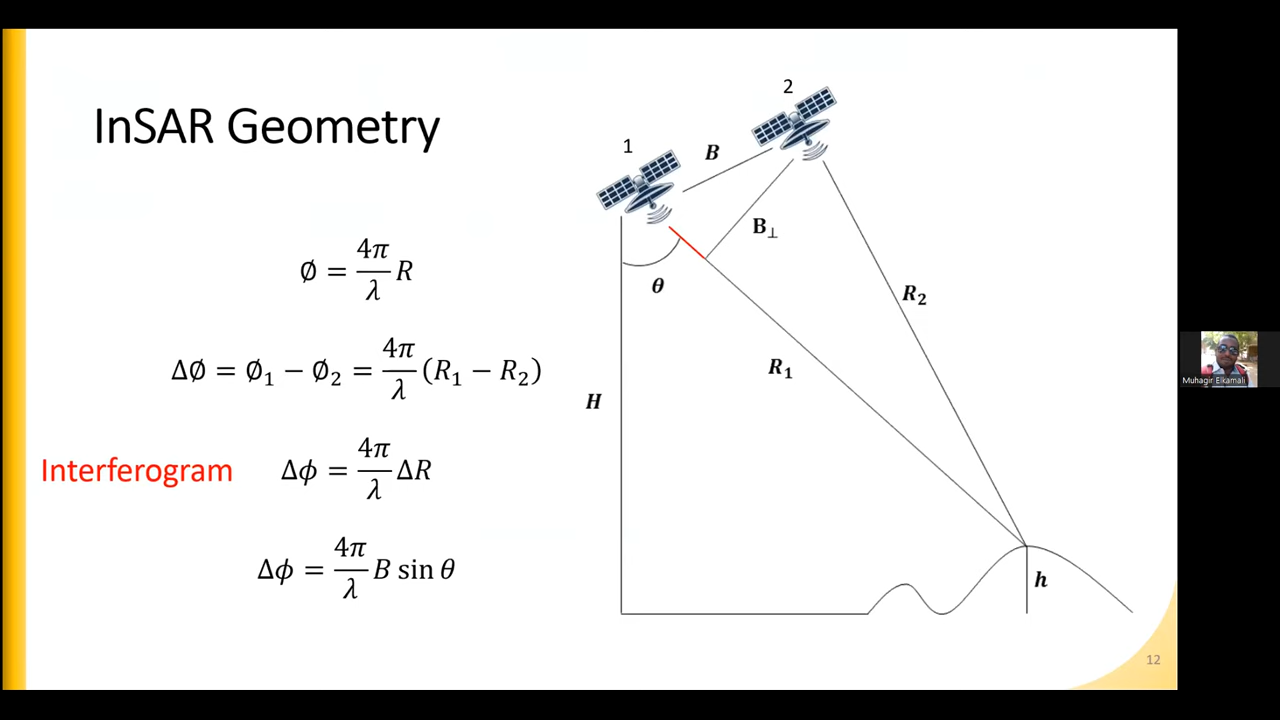 InSAR Geometry
∅ = 4π/λ R
Δ∅ = ∅₁ − ∅₂ = 4π/λ (R₁ − R₂)
Interferogram Δϕ = 4π/λ ΔR
Δϕ = 4π/λ B sin θ
1
2
B
B⊥
θ
R₂
R₁
H
h
Muhagir Elkamali
12